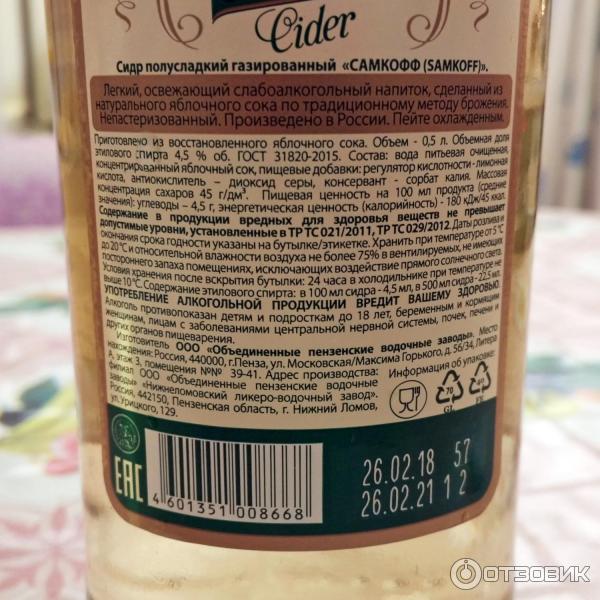 Cider
Сидр полусладкий газированный «САМКОФФ (SAMKOFF)».
Легкий, освежающий слабоалкогольный напиток, сделанный из
натурального яблочного сока по традиционному методу брожения.
Непастеризованный. Произведено в России. Пейте охлажденным.
Приготовлено из восстановленного яблочного сока. Объем - 0,5 л. Объемная доля
этилового спирта 4,5 % об. ГОСТ 31820-2015. Состав: вода питьевая очищенная,
концентрированный яблочный сок, пищевые добавки: регулятор кислотности - лимонная
кислота, антиокислитель – диоксид серы, консервант - сорбат калия. Массовая
концентрация сахаров 45 г/дм³. Пищевая ценность на 100 мл продукта (средние
значения): углеводы – 4,5 г, энергетическая ценность (калорийность) - 180 кДж/45 ккал.
Содержание в продукции вредных для здоровья веществ не превышает
допустимые уровни, установленные в ТР ТС 021/2011, ТР ТС 029/2012. Даты розлива и
окончания срока годности указаны на бутылке/этикетке. Хранить при температуре от 5°С
до 20°С и относительной влажности воздуха не более 75% в вентилируемых, не имеющих
постороннего запаха помещениях, исключающих воздействие прямого солнечного света.
Условия хранения после вскрытия бутылки: 24 часа в холодильнике при температуре не
выше 10°С. Содержание этилового спирта: в 100 мл сидра - 4,5 мл, в 500 мл сидра - 22,5 мл.
УПОТРЕБЛЕНИЕ АЛКОГОЛЬНОЙ ПРОДУКЦИИ ВРЕДИТ ВАШЕМУ ЗДОРОВЬЮ.
Алкоголь противопоказан детям и подросткам до 18 лет, беременным и кормящим
женщинам, лицам с заболеваниями центральной нервной системы, почек, печени и
других органов пищеварения.
Изготовитель ООО «Объединенные пензенские водочные заводы». Место
нахождения: Россия, 440000, г.Пенза, ул. Московская/Максима Горького, д. 56/34, Литера
А, этаж 3, помещения №№ 39-41. Адрес производства:
филиал ООО «Объединенные пензенские водочные
заводы» «Нижнеломовский ликеро-водочный завод».
Россия, 442150, Пензенская область, г. Нижний Ломов,
ул. Урицкого, 129.
Информация об упаковке:
GL
EAC
4 601351 008668
26.02.18 57
26.02.21 1 2
ОТЗОВИК